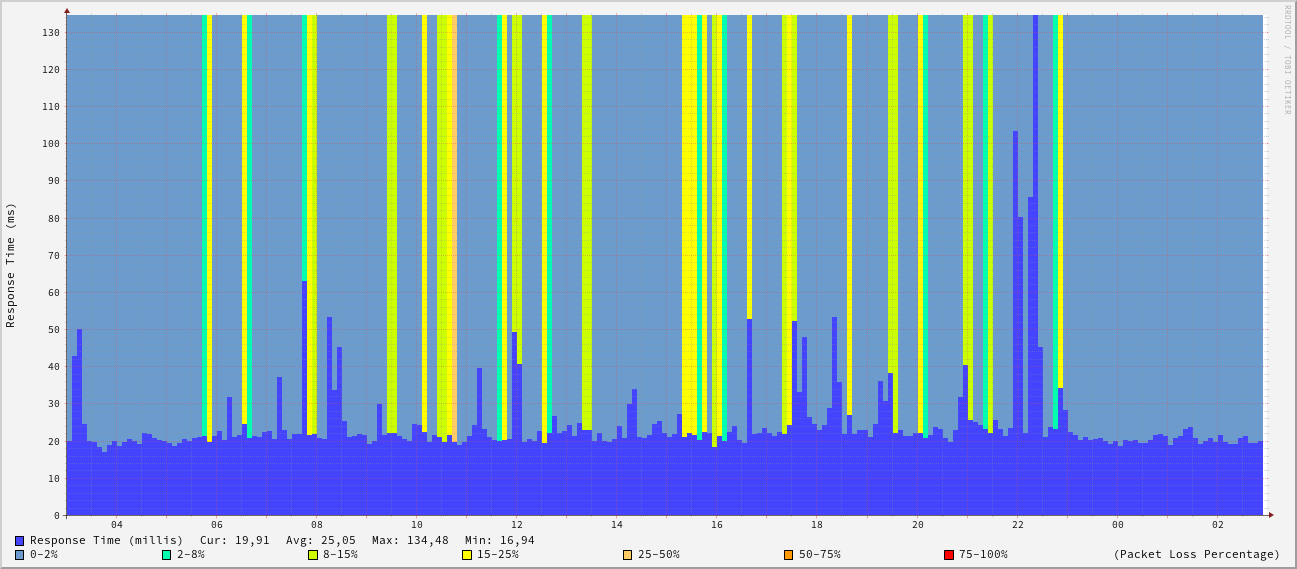 RRDTOOL / TOBI OETIKER
Response Time (ms)
130
120
110
100
90
80
70
60
50
40
30
20
10
0
04 06 08 10 12 14 16 18 20 22 00 02
Response Time (millis) Cur: 19,91 Avg: 25,05 Max: 134,48 Min: 16,94
0-2% 2-8% 8-15% 15-25% 25-50% 50-75% 75-100% (Packet Loss Percentage)